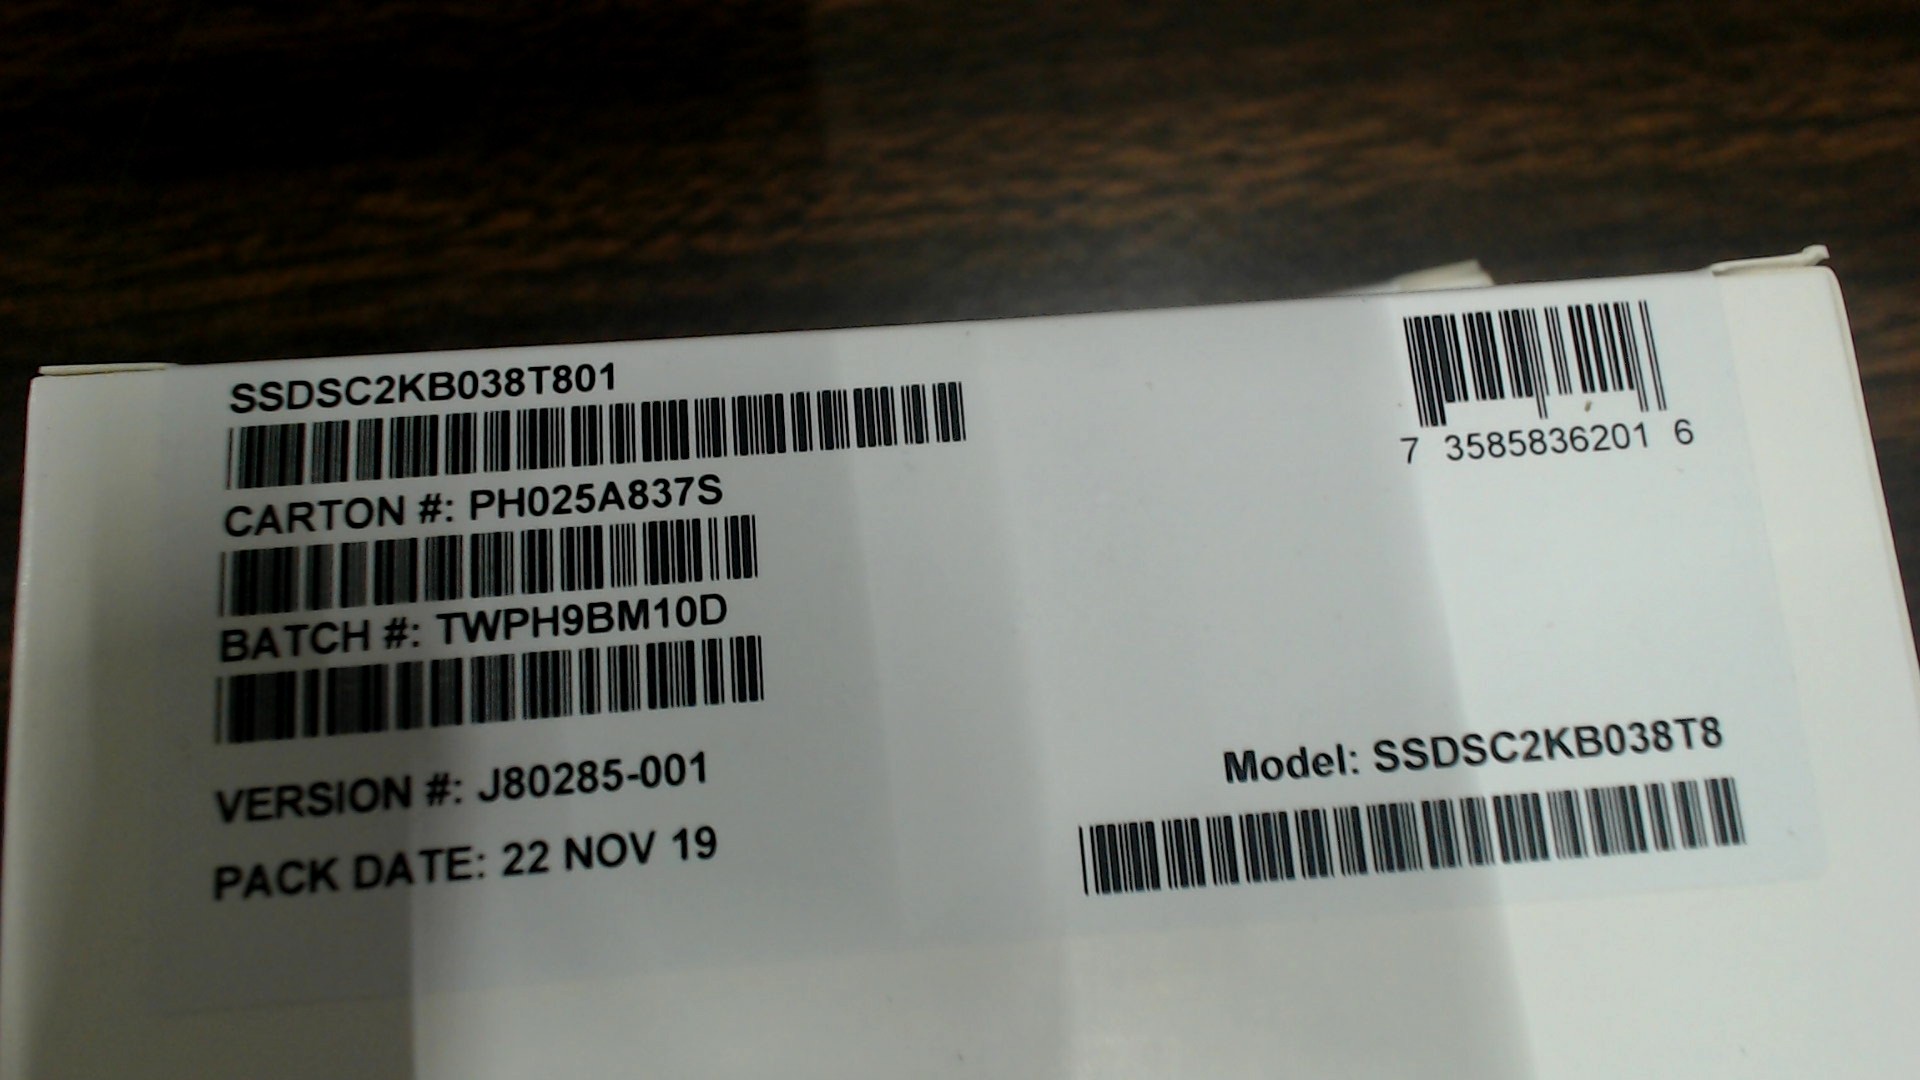 SSDSC2KB038T801
CARTON #: PH025A837S
BATCH #: TWPH9BM10D
VERSION #: J80285-001
PACK DATE: 22 NOV 19
7 3585836201 6
Model: SSDSC2KB038T8